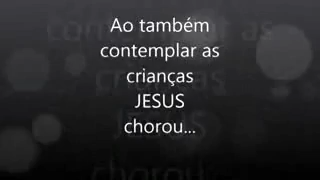 Ao também
contemplar as
crianças
JESUS
chorou...